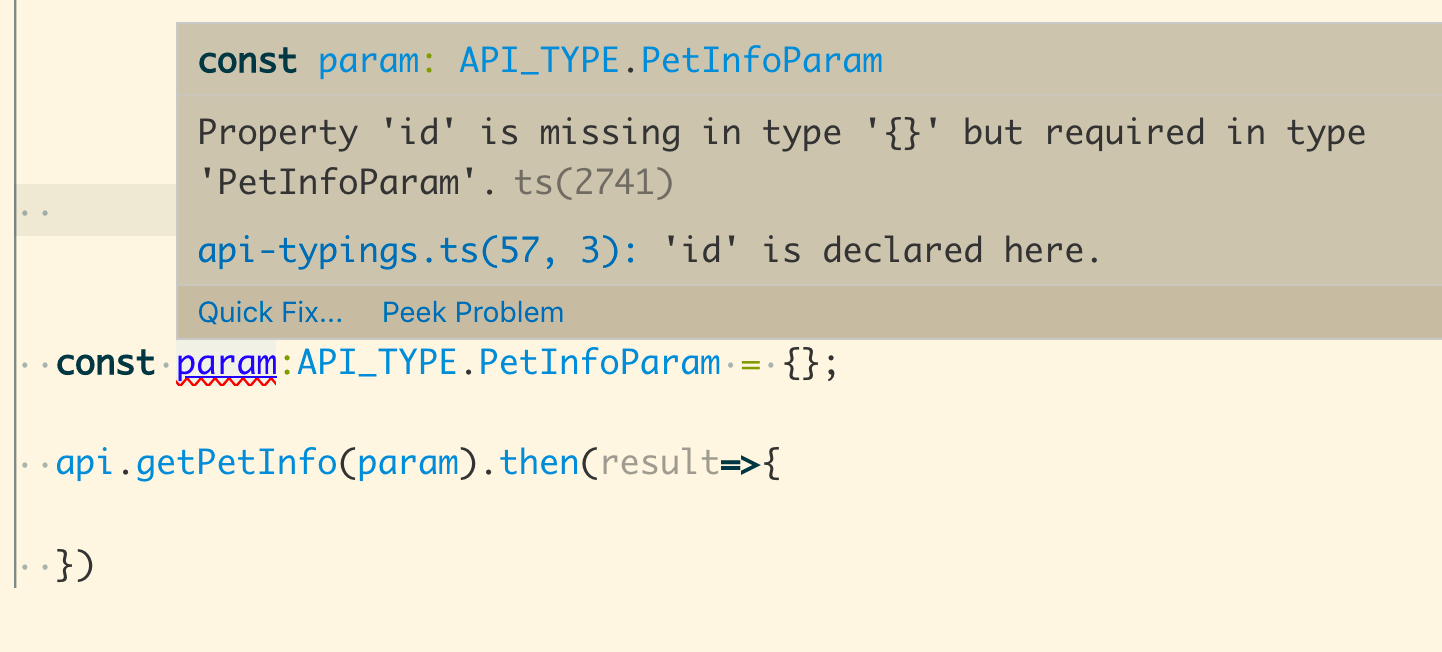 const param: API_TYPE.PetInfoParam
Property 'id' is missing in type '{}' but required in type
'PetInfoParam'. ts(2741)
api-typings.ts(57, 3): 'id' is declared here.
Quick Fix... Peek Problem
const param:API_TYPE.PetInfoParam = {};
api.getPetInfo(param).then(result=>{
})